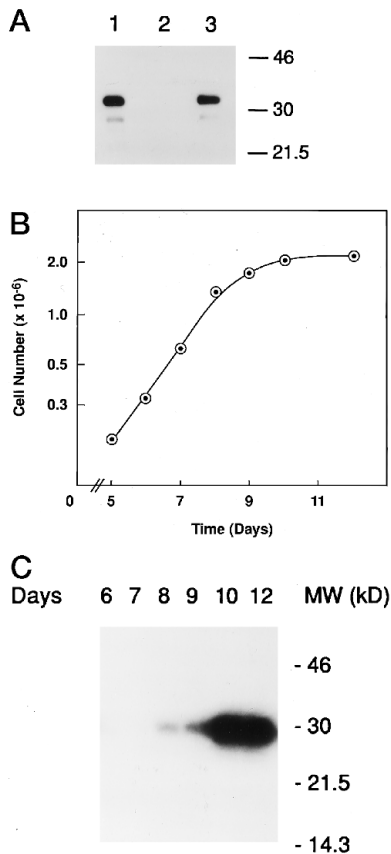 A
1 2 3
— 46
— 30
— 21.5
B
2.0
1.0
0.5
0.3
Cell Number (x 10-6)
0 5 7 9 11
Time (Days)
C
Days 6 7 8 9 10 12 MW (kD)
- 46
- 30
- 21.5
- 14.3